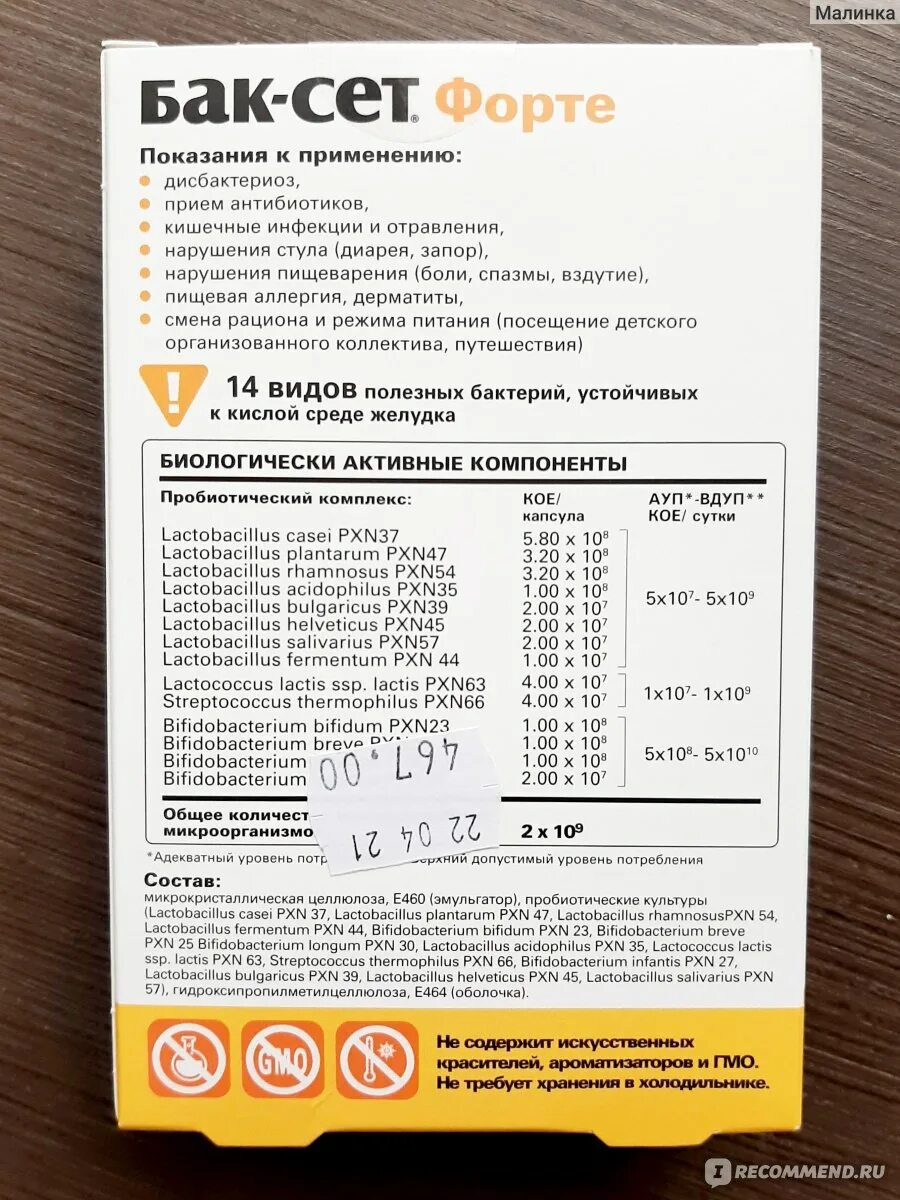 Малинка
Бак-сет® Форте
Показания к применению:
дисбактериоз,
прием антибиотиков,
кишечные инфекции и отравления,
нарушения стула (диарея, запор),
нарушения пищеварения (боли, спазмы, вздутие),
пищевая аллергия, дерматиты,
смена рациона и режима питания (посещение детского
организованного коллектива, путешествия)
14 видов полезных бактерий, устойчивых
к кислой среде желудка
БИОЛОГИЧЕСКИ АКТИВНЫЕ КОМПОНЕНТЫ
Пробиотический комплекс: КОЕ/ капсула АУП*-ВДУП** КОЕ/ сутки
Lactobacillus casei PXN37 5.80 x 10⁸
Lactobacillus plantarum PXN47 3.20 x 10⁸
Lactobacillus rhamnosus PXN54 3.20 x 10⁸
Lactobacillus acidophilus PXN35 1.00 x 10⁸
Lactobacillus bulgaricus PXN39 2.00 x 10⁷ 5x10⁷- 5x10⁹
Lactobacillus helveticus PXN45 2.00 x 10⁷
Lactobacillus salivarius PXN57 2.00 x 10⁷
Lactobacillus fermentum PXN 44 1.00 x 10⁷
Lactococcus lactis ssp. lactis PXN63 4.00 x 10⁷ 1x10⁷- 1x10⁹
Streptococcus thermophilus PXN66 4.00 x 10⁷
Bifidobacterium bifidum PXN23 1.00 x 10⁸
Bifidobacterium breve 1.00 x 10⁸ 5x10⁸- 5x10¹⁰
Bifidobacterium 1.00 x 10⁸
Bifidobacterium 2.00 x 10⁷
467.00
22 04 21
Общее
микроорганизмо 2 x 10⁹
*Адекватный уровень допустимый уровень потребления
Состав:
микрокристаллическая целлюлоза, E460 (эмульгатор), пробиотические культуры
(Lactobacillus casei PXN 37, Lactobacillus plantarum PXN 47, Lactobacillus rhamnosusPXN 54,
Lactobacillus fermentum PXN 44, Bifidobacterium bifidum PXN 23, Bifidobacterium breve
PXN 25 Bifidobacterium longum PXN 30, Lactobacillus acidophilus PXN 35, Lactococcus lactis
ssp. lactis PXN 63, Streptococcus thermophilus PXN 66, Bifidobacterium infantis PXN 27,
Lactobacillus bulgaricus PXN 39, Lactobacillus helveticus PXN 45, Lactobacillus salivarius PXN
57), гидроксипропилметилцеллюлоза, E464 (оболочка).
GMO
Не содержит искусственных
красителей, ароматизаторов и ГМО.
Не требует хранения в холодильнике.
IRECOMMEND.RU